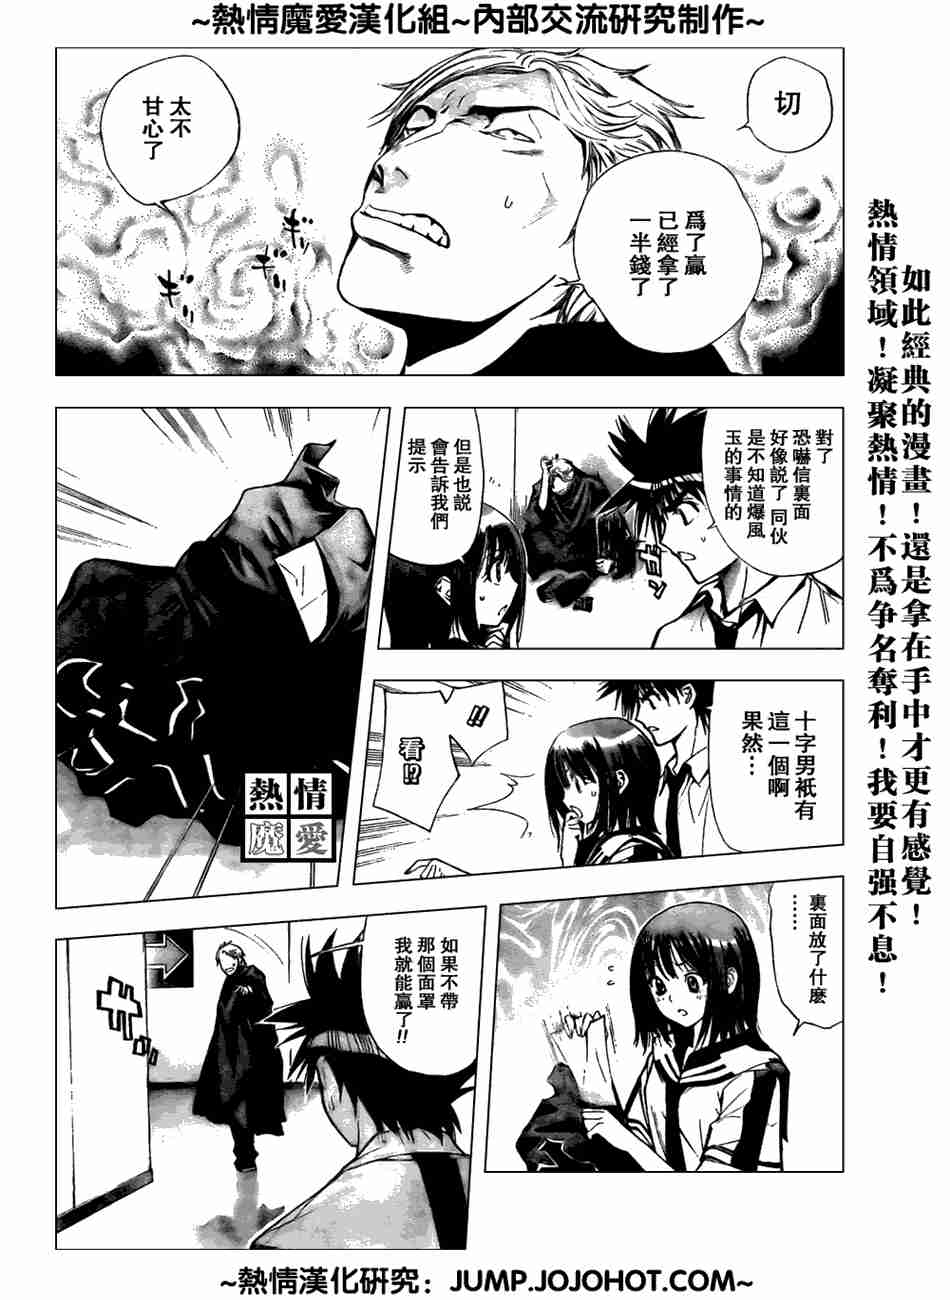 ~熱情魔愛漢化組~內部交流研究制作~
切
爲了贏
已經拿了
一半錢了
太不
甘心了
ギリ
ギリ
對了
恐嚇信裏面
好像説了 同伙
是不知道爆風
玉的事情的
但是也説
會告訴我們
提示
十字男衹有
這一個啊
果然…
!!
看!?
熱情
魔愛
裏面放了什麽
……
如果不帶
那個面罩
我就能贏了!!
如此經典的漫畫！還是拿在手中才更有感覺！
熱情領域！凝聚熱情！不爲争名奪利！我要自强不息！
~熱情漢化研究：JUMP.JOJOHOT.COM~